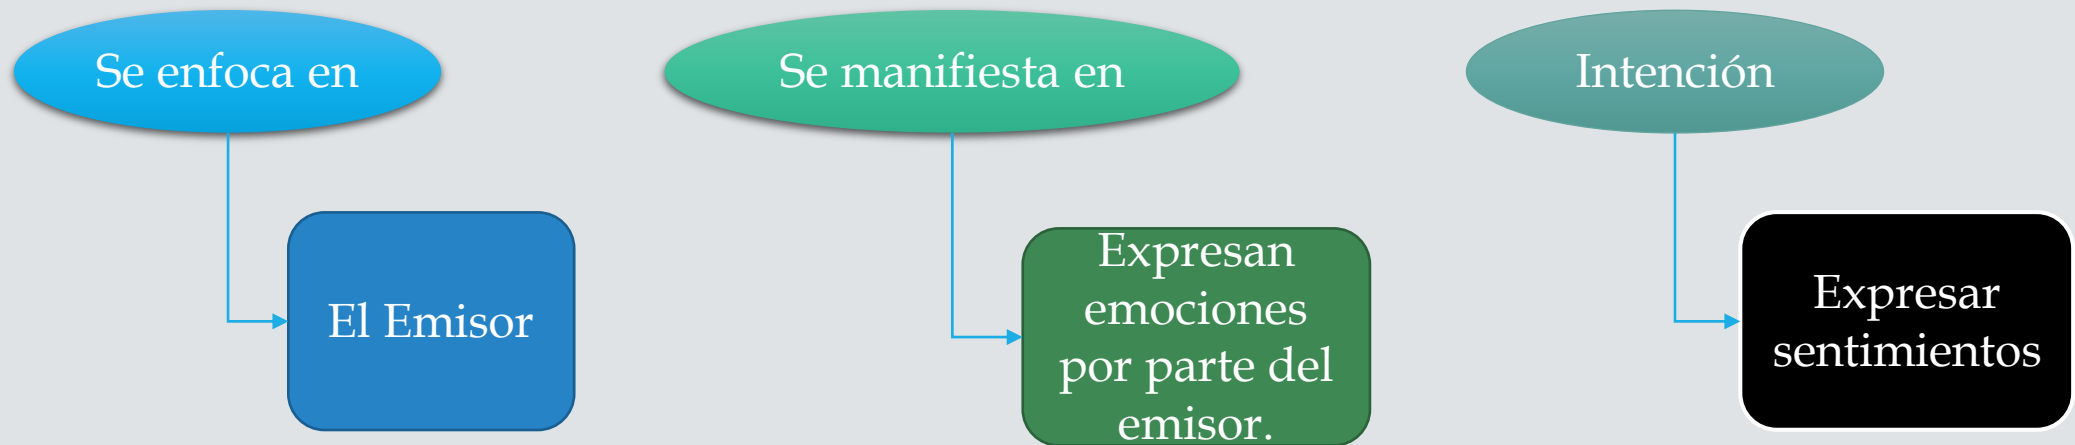 Se enfoca en
El Emisor
Se manifiesta en
Expresan
emociones
por parte del
emisor.
Intención
Expresar
sentimientos